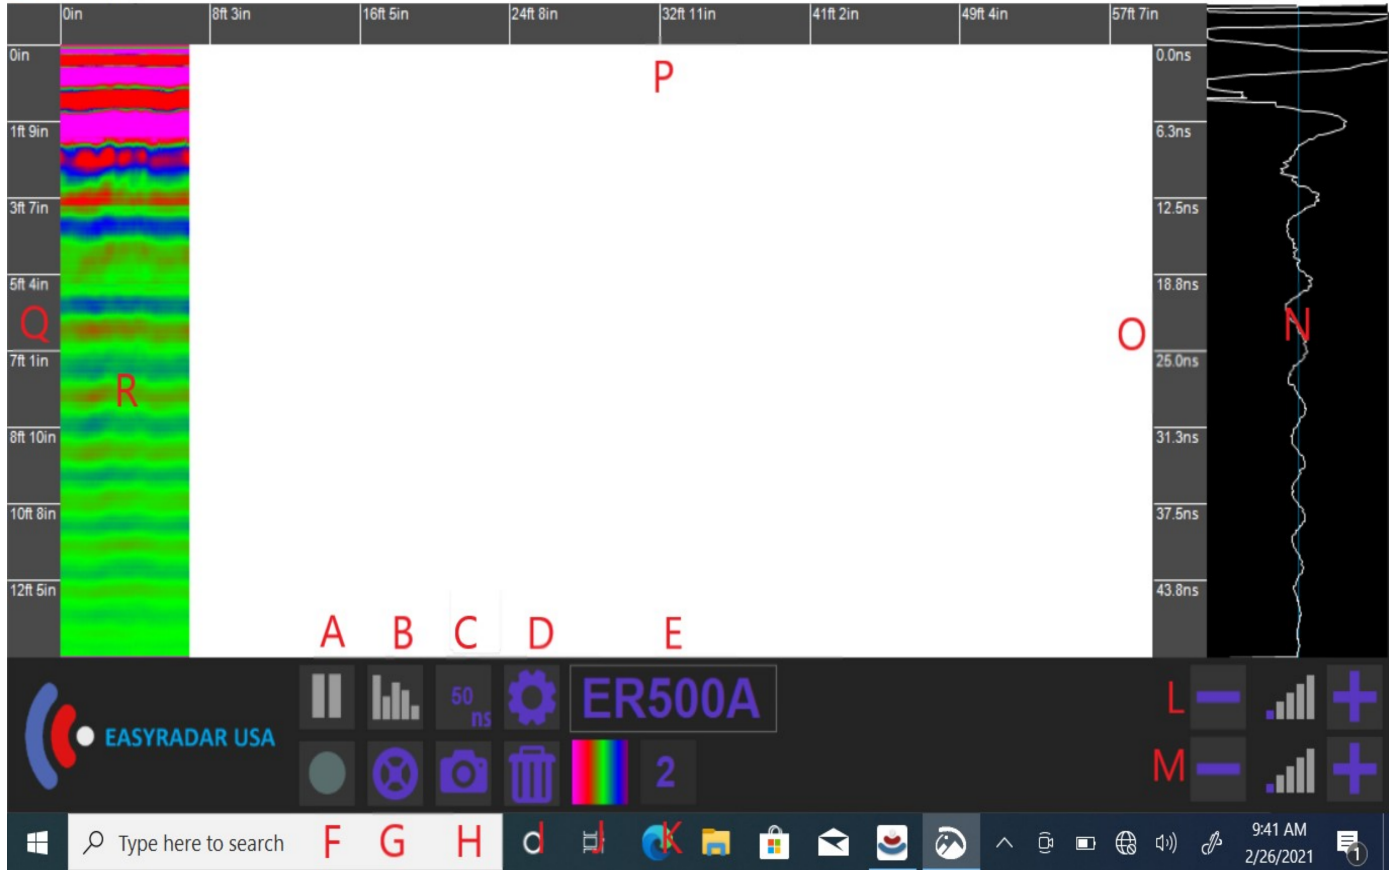 0in 8ft 3in 16ft 5in 24ft 8in 32ft 11in 41ft 2in 49ft 4in 57ft 7in
P
0in 0.0ns
1ft 9in 6.3ns
3ft 7in 12.5ns
5ft 4in 18.8ns
Q O N
7ft 1in 25.0ns
R
8ft 10in 31.3ns
10ft 8in 37.5ns
12ft 5in 43.8ns
A B C D E
50 ns ER500A L
EASYRADAR USA
2 M
Type here to search F G H d J K
9:41 AM
2/26/2021
1